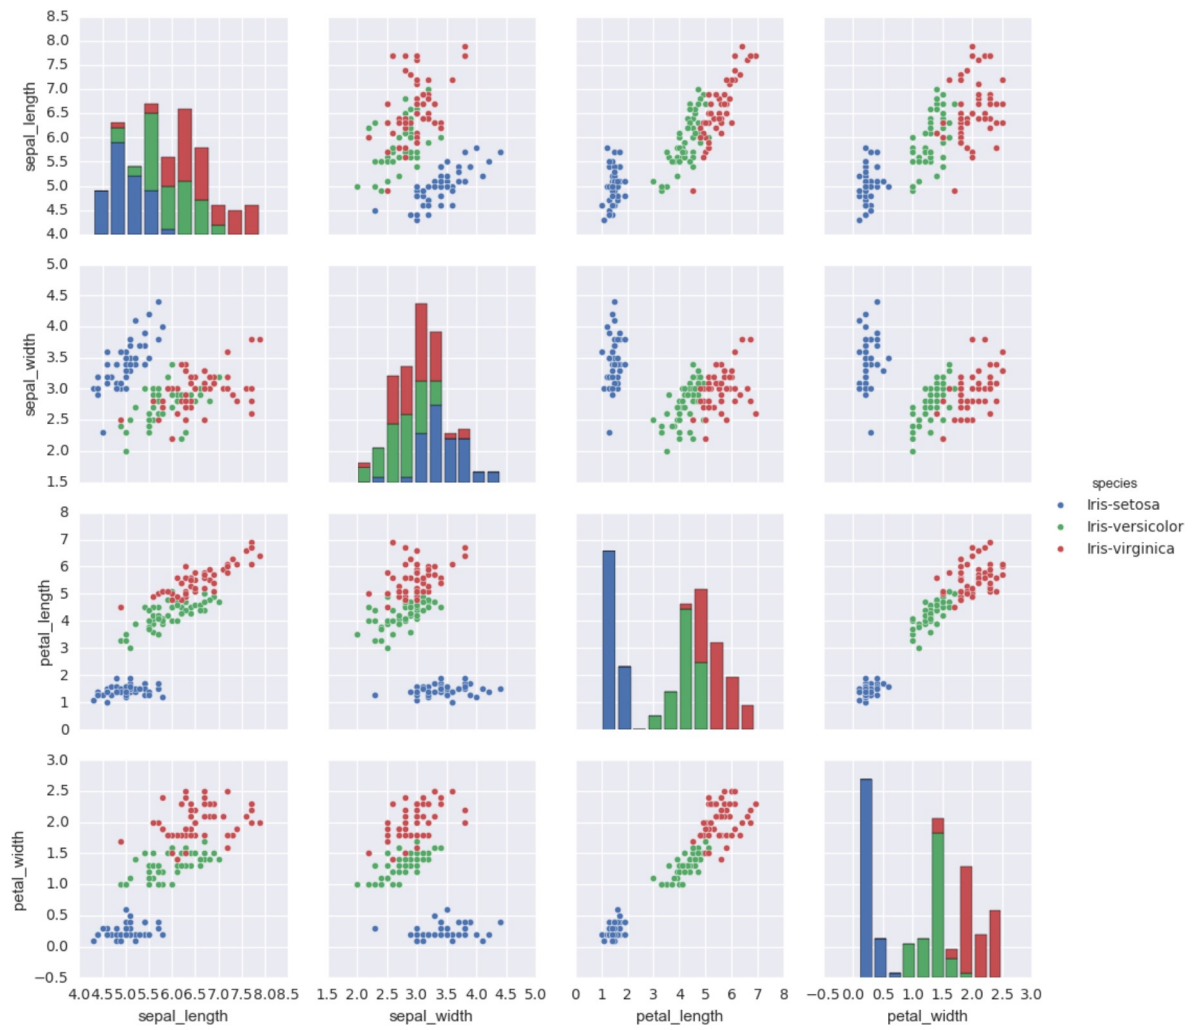 8.5
8.0
7.5
7.0
6.5
6.0
5.5
5.0
4.5
4.0
sepal_length
5.0
4.5
4.0
3.5
3.0
2.5
2.0
1.5
sepal_width
species
Iris-setosa
Iris-versicolor
Iris-virginica
8
7
6
5
4
3
2
1
0
petal_length
3.0
2.5
2.0
1.5
1.0
0.5
0.0
−0.5
petal_width
4.0 4.5 5.0 5.5 6.0 6.5 7.0 7.5 8.0 8.5
sepal_length
1.5 2.0 2.5 3.0 3.5 4.0 4.5 5.0
sepal_width
0 1 2 3 4 5 6 7 8
petal_length
−0.5 0.0 0.5 1.0 1.5 2.0 2.5 3.0
petal_width